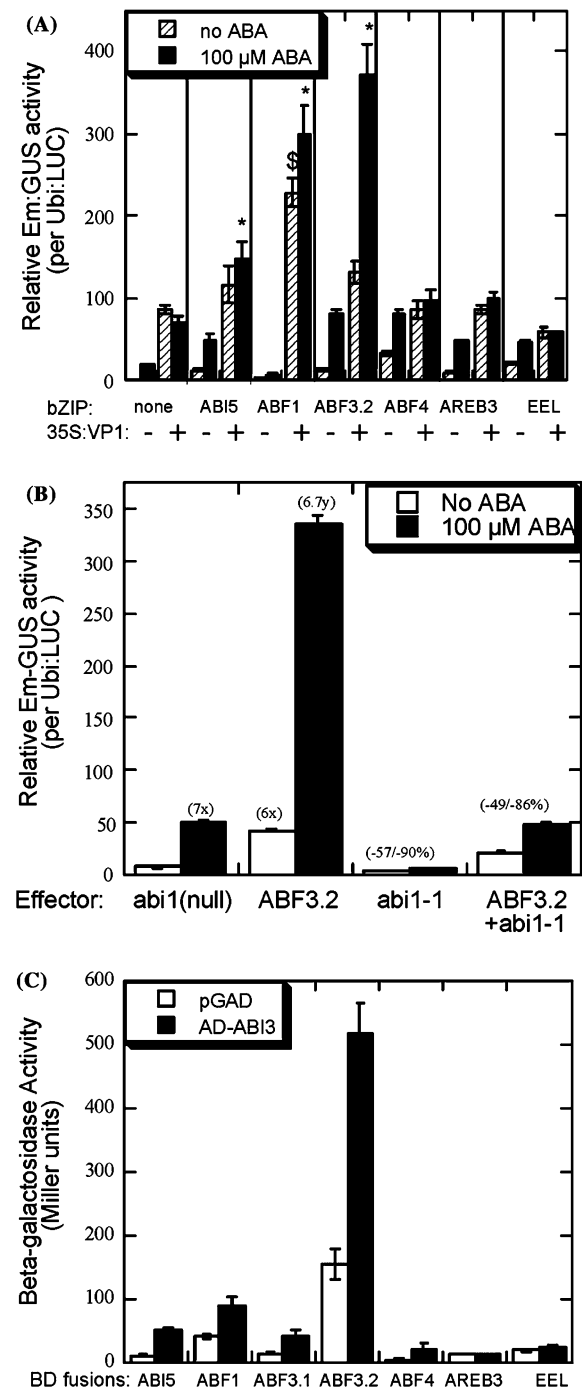 (A)
no ABA
100 µM ABA
Relative Em:GUS activity
(per Ubi:LUC)
400
300
200
100
0
*
$
*
*
bZIP: none ABI5 ABF1 ABF3.2 ABF4 AREB3 EEL
35S:VP1: - + - + - + - + - + - + - +
(B)
No ABA
100 µM ABA
Relative Em-GUS activity
(per Ubi:LUC )
350
300
250
200
150
100
50
0
(7x)
(6x)
(6.7y)
(-57/-90%)
(-49/-86%)
Effector: abi1(null) ABF3.2 abi1-1 ABF3.2
+abi1-1
(C)
pGAD
AD-ABI3
Beta-galactosidase Activity
(Miller units)
600
500
400
300
200
100
0
BD fusions: ABI5 ABF1 ABF3.1 ABF3.2 ABF4 AREB3 EEL